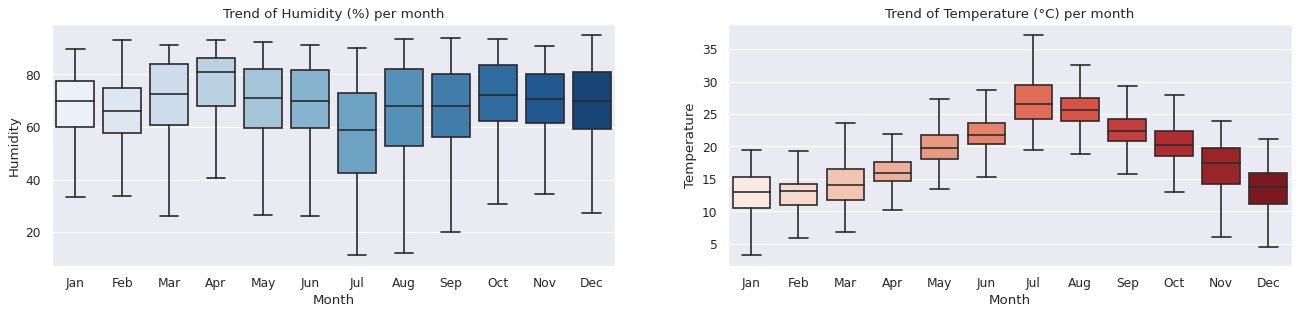 Trend of Humidity (%) per month
Humidity
80
60
40
20
Jan Feb Mar Apr May Jun Jul Aug Sep Oct Nov Dec
Month
Trend of Temperature (°C) per month
Temperature
35
30
25
20
15
10
5
Jan Feb Mar Apr May Jun Jul Aug Sep Oct Nov Dec
Month